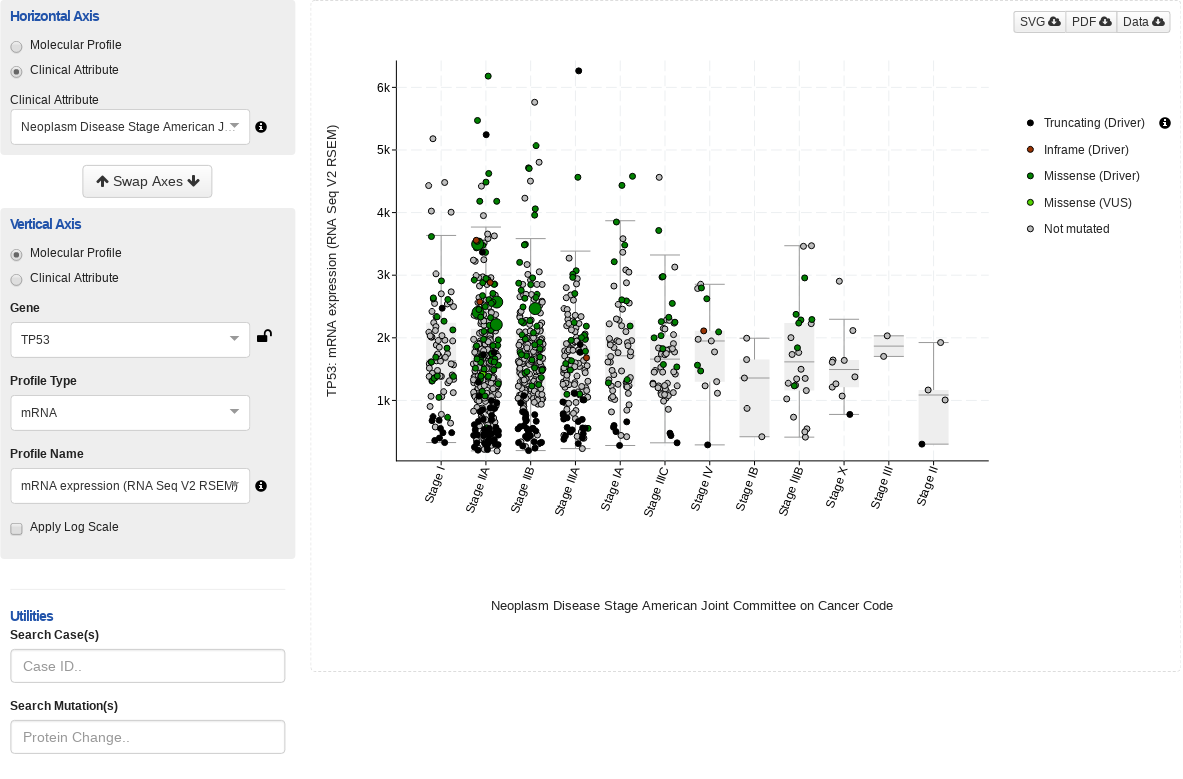 Horizontal Axis
Molecular Profile
Clinical Attribute
Clinical Attribute
Neoplasm Disease Stage American J...
Swap Axes
Vertical Axis
Molecular Profile
Clinical Attribute
Gene
TP53
Profile Type
mRNA
Profile Name
mRNA expression (RNA Seq V2 RSEM)
Apply Log Scale
Utilities
Search Case(s)
Case ID..
Search Mutation(s)
Protein Change..
SVG
PDF
Data
TP53: mRNA expression (RNA Seq V2 RSEM)
6k
5k
4k
3k
2k
1k
Stage I
Stage IIA
Stage IIB
Stage IIIA
Stage IA
Stage IIIC
Stage IV
Stage IB
Stage IIIB
Stage X
Stage III
Stage II
Neoplasm Disease Stage American Joint Committee on Cancer Code
Truncating (Driver)
Inframe (Driver)
Missense (Driver)
Missense (VUS)
Not mutated